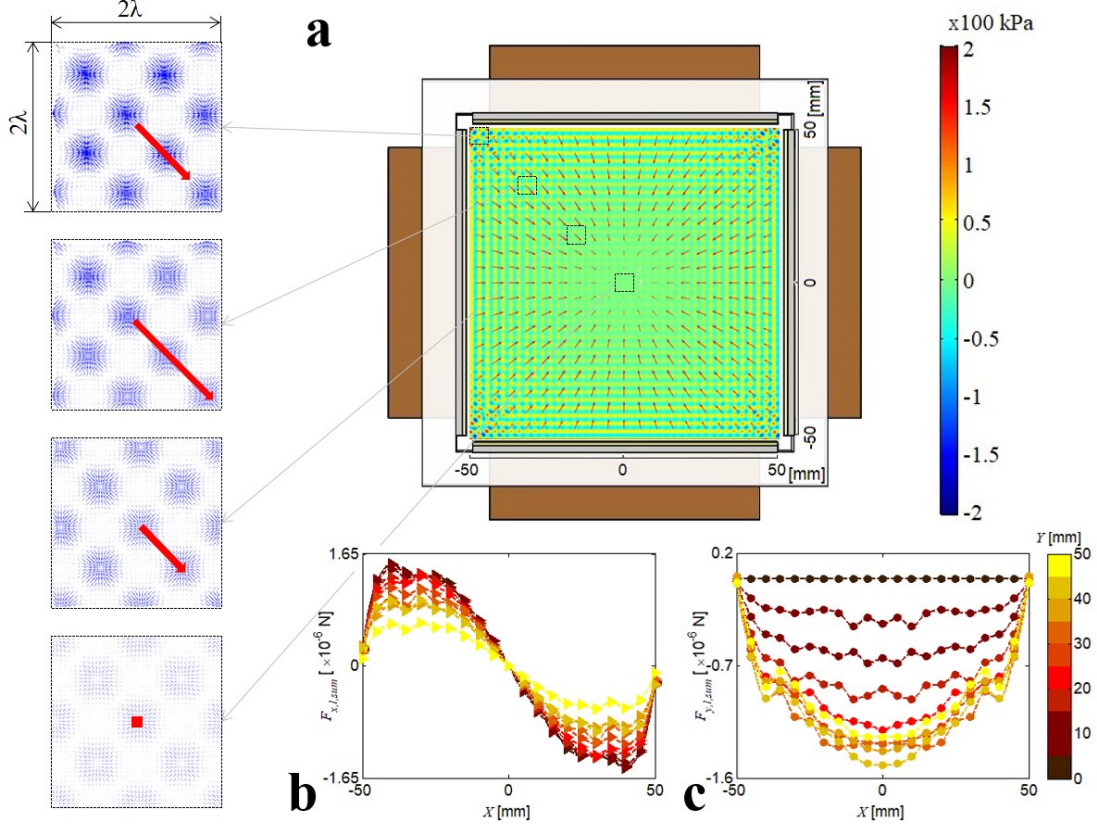 2λ
2λ
a
x100 kPa
2
1.5
1
0.5
0
-0.5
-1
-1.5
-2
50 [mm]
0
-50
-50 0 50 [mm]
1.65
0
-1.65
F x,l,sum [×10-6 N]
-50 0 50
X [mm]
b
0.2
-0.7
-1.6
F y,l,sum [×10-6 N]
-50 0 50
X [mm]
c
Y [mm]
50
40
30
20
10
0